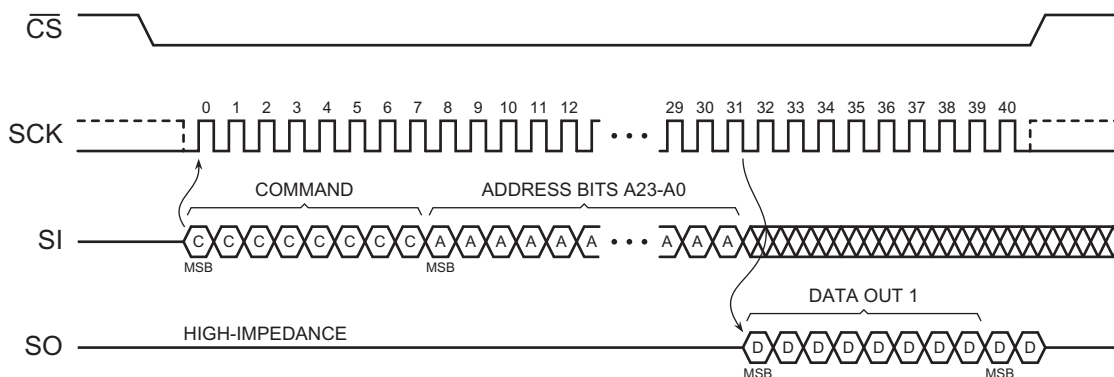 CS
0 1 2 3 4 5 6 7 8 9 10 11 12 29 30 31 32 33 34 35 36 37 38 39 40
SCK
COMMAND ADDRESS BITS A23-A0
SI C C C C C C C C A A A A A A A A A
MSB MSB
DATA OUT 1
HIGH-IMPEDANCE
SO D D D D D D D D D D
MSB MSB